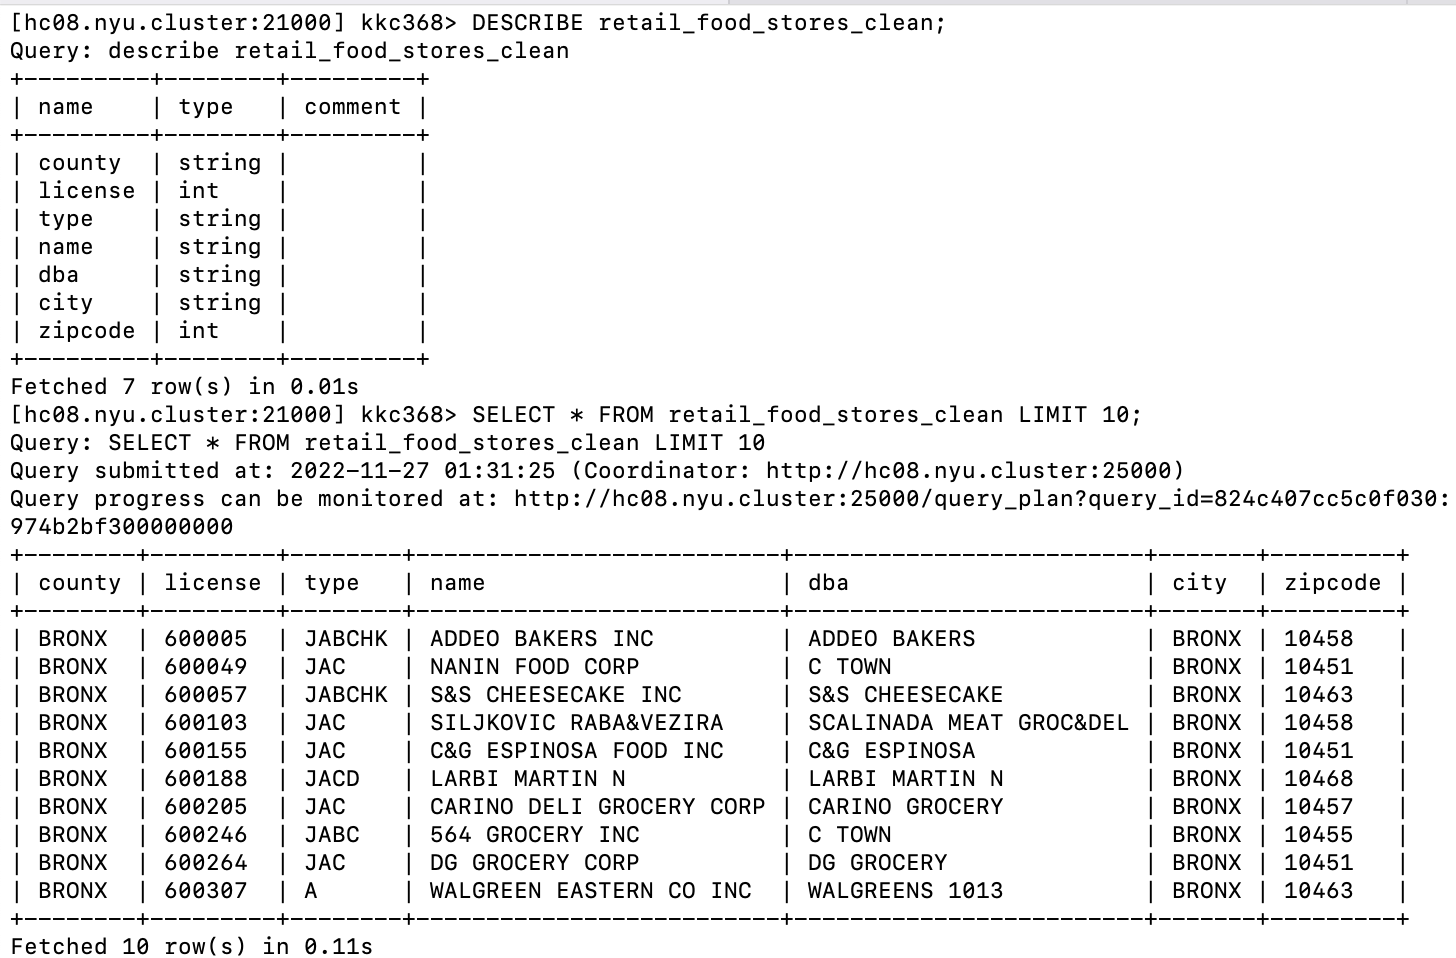 [hc08.nyu.cluster:21000] kkc368> DESCRIBE retail_food_stores_clean;
Query: describe retail_food_stores_clean
+---------+--------+---------+
| name    | type   | comment |
+---------+--------+---------+
| county  | string |         |
| license | int    |         |
| type    | string |         |
| name    | string |         |
| dba     | string |         |
| city    | string |         |
| zipcode | int    |         |
+---------+--------+---------+
Fetched 7 row(s) in 0.01s
[hc08.nyu.cluster:21000] kkc368> SELECT * FROM retail_food_stores_clean LIMIT 10;
Query: SELECT * FROM retail_food_stores_clean LIMIT 10
Query submitted at: 2022-11-27 01:31:25 (Coordinator: http://hc08.nyu.cluster:25000)
Query progress can be monitored at: http://hc08.nyu.cluster:25000/query_plan?query_id=824c407cc5c0f030:
974b2bf300000000
+--------+---------+--------+--------------------------+-------------------------+-------+---------+
| county | license | type   | name                     | dba                     | city  | zipcode |
+--------+---------+--------+--------------------------+-------------------------+-------+---------+
| BRONX  | 600005  | JABCHK | ADDEO BAKERS INC         | ADDEO BAKERS            | BRONX | 10458   |
| BRONX  | 600049  | JAC    | NANIN FOOD CORP          | C TOWN                  | BRONX | 10451   |
| BRONX  | 600057  | JABCHK | S&S CHEESECAKE INC       | S&S CHEESECAKE          | BRONX | 10463   |
| BRONX  | 600103  | JAC    | SILJKOVIC RABA&VEZIRA    | SCALINADA MEAT GROC&DEL | BRONX | 10458   |
| BRONX  | 600155  | JAC    | C&G ESPINOSA FOOD INC    | C&G ESPINOSA            | BRONX | 10451   |
| BRONX  | 600188  | JACD   | LARBI MARTIN N           | LARBI MARTIN N          | BRONX | 10468   |
| BRONX  | 600205  | JAC    | CARINO DELI GROCERY CORP | CARINO GROCERY          | BRONX | 10457   |
| BRONX  | 600246  | JABC   | 564 GROCERY INC          | C TOWN                  | BRONX | 10455   |
| BRONX  | 600264  | JAC    | DG GROCERY CORP          | DG GROCERY              | BRONX | 10451   |
| BRONX  | 600307  | A      | WALGREEN EASTERN CO INC  | WALGREENS 1013          | BRONX | 10463   |
+--------+---------+--------+--------------------------+-------------------------+-------+---------+
Fetched 10 row(s) in 0.11s